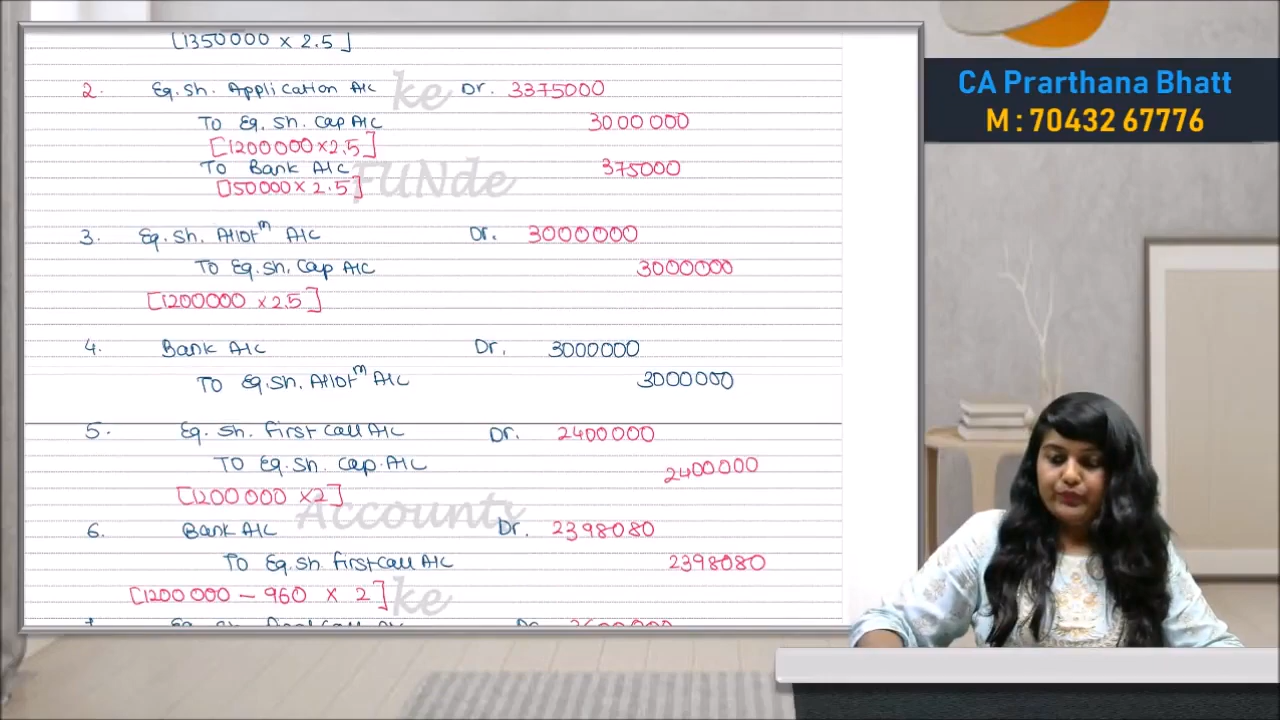 [1350000 x 2.5]
2. Eq. Sh. Application A/c Dr. 3375000
To Eq. Sh. Cap A/c 3000000
[1200000 x 2.5]
To Bank A/c 375000
[150000 x 2.5]
3. Eq. Sh. Allotm A/c Dr. 3000000
To Eq. Sh. Cap A/c 3000000
[1200000 x 2.5]
4. Bank A/c Dr. 3000000
To Eq. Sh. Allotm A/c 3000000
5. Eq. Sh. First Call A/c Dr. 2400000
To Eq. Sh. Cap. A/c 2400000
[1200000 x 2]
6. Bank A/c Dr. 2398080
To Eq. Sh. First Call A/c 2398080
[1200000 – 960 x 2]
ke
FUNde
Accounts
ke
CA Prarthana Bhatt
M : 70432 67776